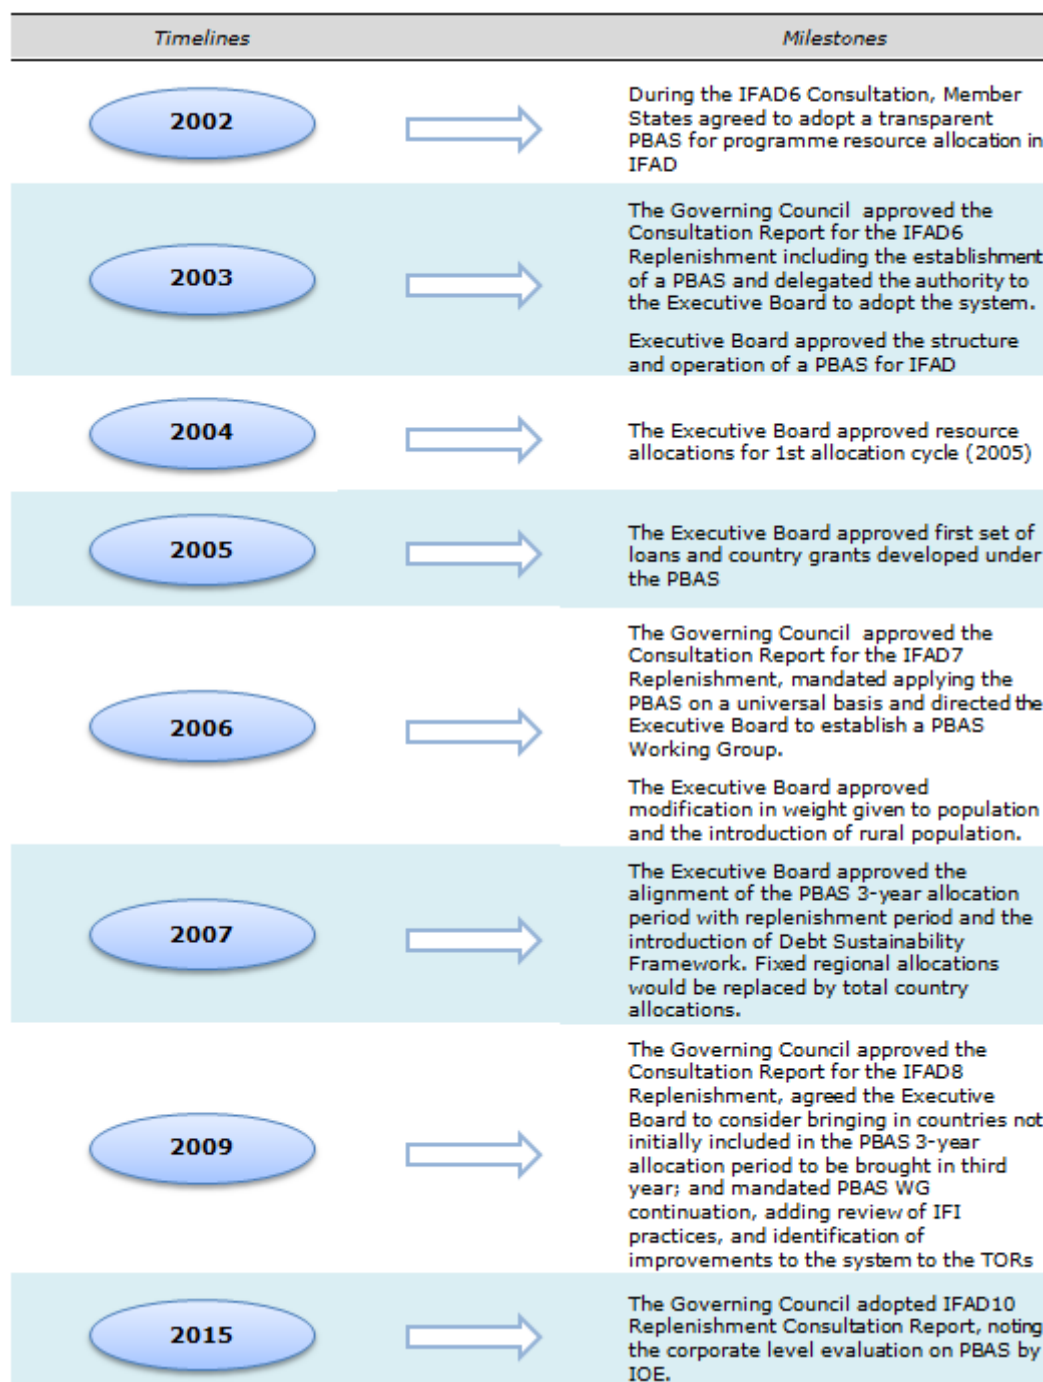 Timelines
Milestones
2002
During the IFAD6 Consultation, Member
States agreed to adopt a transparent
PBAS for programme resource allocation in
IFAD
2003
The Governing Council approved the
Consultation Report for the IFAD6
Replenishment including the establishment
of a PBAS and delegated the authority to
the Executive Board to adopt the system.
Executive Board approved the structure
and operation of a PBAS for IFAD
2004
The Executive Board approved resource
allocations for 1st allocation cycle (2005)
2005
The Executive Board approved first set of
loans and country grants developed under
the PBAS
2006
The Governing Council approved the
Consultation Report for the IFAD7
Replenishment, mandated applying the
PBAS on a universal basis and directed the
Executive Board to establish a PBAS
Working Group.
The Executive Board approved
modification in weight given to population
and the introduction of rural population.
2007
The Executive Board approved the
alignment of the PBAS 3-year allocation
period with replenishment period and the
introduction of Debt Sustainability
Framework. Fixed regional allocations
would be replaced by total country
allocations.
2009
The Governing Council approved the
Consultation Report for the IFAD8
Replenishment, agreed the Executive
Board to consider bringing in countries not
initially included in the PBAS 3-year
allocation period to be brought in third
year; and mandated PBAS WG
continuation, adding review of IFI
practices, and identification of
improvements to the system to the TORs
2015
The Governing Council adopted IFAD10
Replenishment Consultation Report, noting
the corporate level evaluation on PBAS by
IOE.